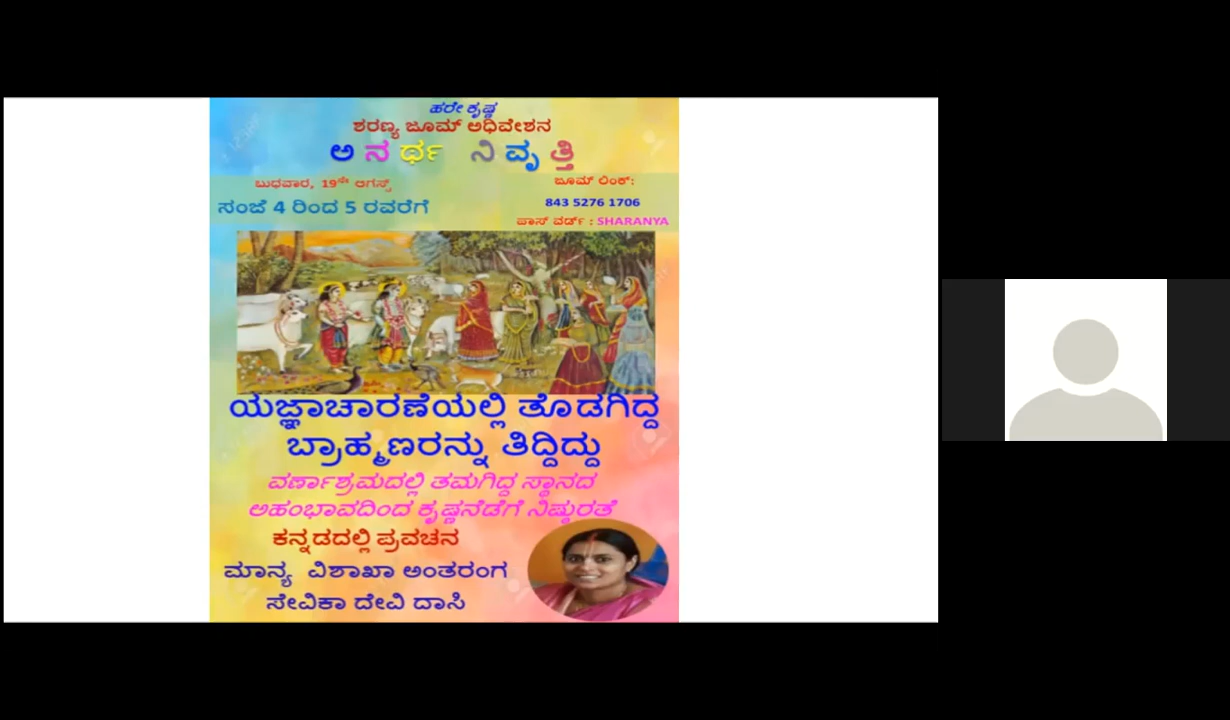 ಹರೇ ಕೃಷ್ಣ
ಶರಣ್ಯ ಜೂಮ್ ಅಧಿವೇಶನ
ಅನರ್ಥ ನಿವೃತ್ತಿ
ಬುಧವಾರ, 19ನೇ ಆಗಸ್ಟ್
ಸಂಜೆ 4 ರಿಂದ 5 ರವರೆಗೆ
ಜೂಮ್ ಲಿಂಕ್:
843 5276 1706
ಪಾಸ್ ವರ್ಡ್ : SHARANYA
ಯಜ್ಞಾಚಾರಣೆಯಲ್ಲಿ ತೊಡಗಿದ್ದ
ಬ್ರಾಹ್ಮಣರನ್ನು ತಿದ್ದಿದ್ದು
ವರ್ಣಾಶ್ರಮದಲ್ಲಿ ತಮಗಿದ್ದ ಸ್ಥಾನದ
ಅಹಂಭಾವದಿಂದ ಕೃಷ್ಣನೆಡೆಗೆ ನಿಷ್ಠುರತೆ
ಕನ್ನಡದಲ್ಲಿ ಪ್ರವಚನ
ಮಾನ್ಯ ವಿಶಾಖಾ ಅಂತರಂಗ
ಸೇವಿಕಾ ದೇವಿ ದಾಸಿ